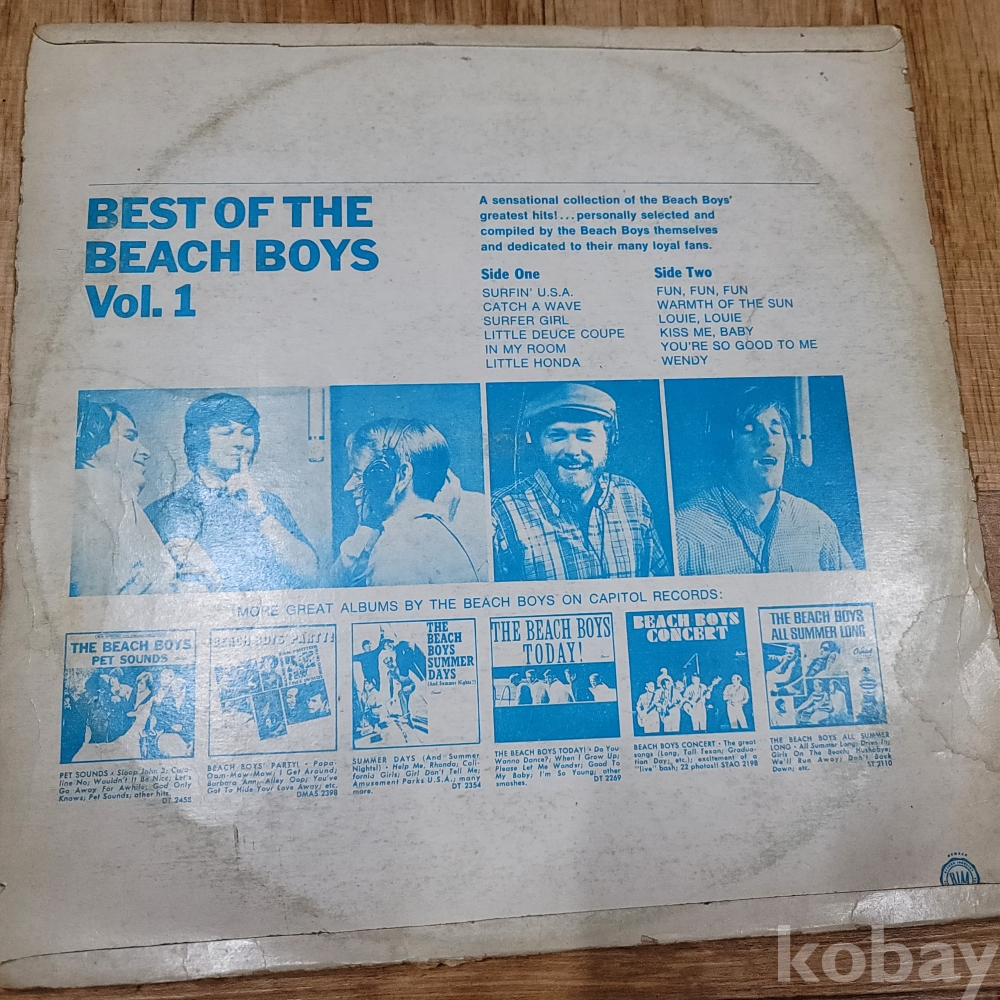 BEST OF THE
BEACH BOYS
Vol. 1
A sensational collection of the Beach Boys'
greatest hits!...personally selected and
compiled by the Beach Boys themselves
and dedicated to their many loyal fans.
Side One
SURFIN' U.S.A.
CATCH A WAVE
SURFER GIRL
LITTLE DEUCE COUPE
IN MY ROOM
LITTLE HONDA
Side Two
FUN, FUN, FUN
WARMTH OF THE SUN
LOUIE, LOUIE
KISS ME, BABY
YOU'RE SO GOOD TO ME
WENDY
MORE GREAT ALBUMS BY THE BEACH BOYS ON CAPITOL RECORDS:
THE BEACH BOYS
PET SOUNDS
PET SOUNDS • Sloop John B; Caro-
line No; Wouldn't It Be Nice; Let's
Go Away For Awhile; God Only
Knows; Pet Sounds; other hits.
DT 2458
BEACH BOYS' PARTY!
BEACH BOYS' PARTY! • Papa-
Oom-Mow-Mow; I Get Around;
Barbara Ann; Alley Oop; You've
Got To Hide Your Love Away; etc.
DMAS 2398
THE
BEACH
BOYS
SUMMER
DAYS
(And Summer Nights!!)
SUMMER DAYS (And Summer
Nights!!) • Help Me, Rhonda; Cali-
fornia Girls; Girl Don't Tell Me;
Amusement Parks U.S.A.; many
more. DT 2354
THE BEACH BOYS
TODAY!
THE BEACH BOYS TODAY! • Do You
Wanna Dance?; When I Grow Up;
Please Let Me Wonder; Good To
My Baby; I'm So Young; other
smashes. DT 2269
BEACH BOYS
CONCERT
BEACH BOYS CONCERT • The great
songs (Long, Tall Texan; Gradua-
tion Day; etc.); excitement of a
"live" bash; 22 photos!! STAO 2198
THE BEACH BOYS
ALL SUMMER LONG
THE BEACH BOYS ALL SUMMER
LONG • All Summer Long; Drive In;
Girls On The Beach; Hushabye;
We'll Run Away; Don't Back
Down; etc. ST 2110
kobay